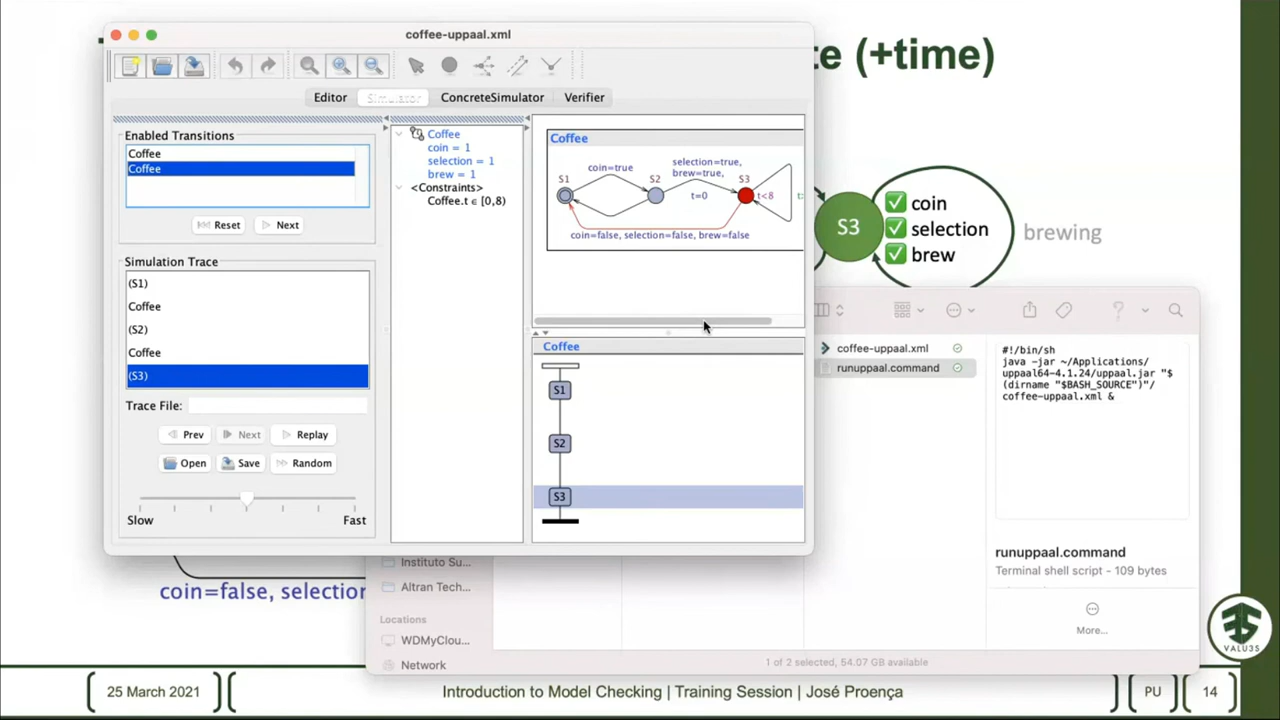 coffee-uppaal.xml
te (+time)
Editor
Simulator
ConcreteSimulator
Verifier
Enabled Transitions
Coffee
Coffee
Reset
Next
Simulation Trace
(S1)
Coffee
(S2)
Coffee
(S3)
Trace File:
Prev
Next
Replay
Open
Save
Random
Slow
Fast
Coffee
coin = 1
selection = 1
brew = 1
<Constraints>
Coffee.t ∈ [0,8)
Coffee
coin=true
selection=true,
brew=true,
S1
S2
S3
t=0
t<8
coin=false, selection=false, brew=false
Coffee
S1
S2
S3
S3
✅ coin
✅ selection
✅ brew
brewing
coffee-uppaal.xml
runuppaal.command
#!/bin/sh
java -jar ~/Applications/
uppaal64-4.1.24/uppaal.jar "$
(dirname "$BASH_SOURCE")"/
coffee-uppaal.xml &
runuppaal.command
Terminal shell script - 109 bytes
More...
Instituto Su...
Altran Tech...
Locations
WDMyClou...
Network
1 of 2 selected, 54.07 GB available
coin=false, selection
VALU3S
25 March 2021
Introduction to Model Checking | Training Session | José Proença
PU
14